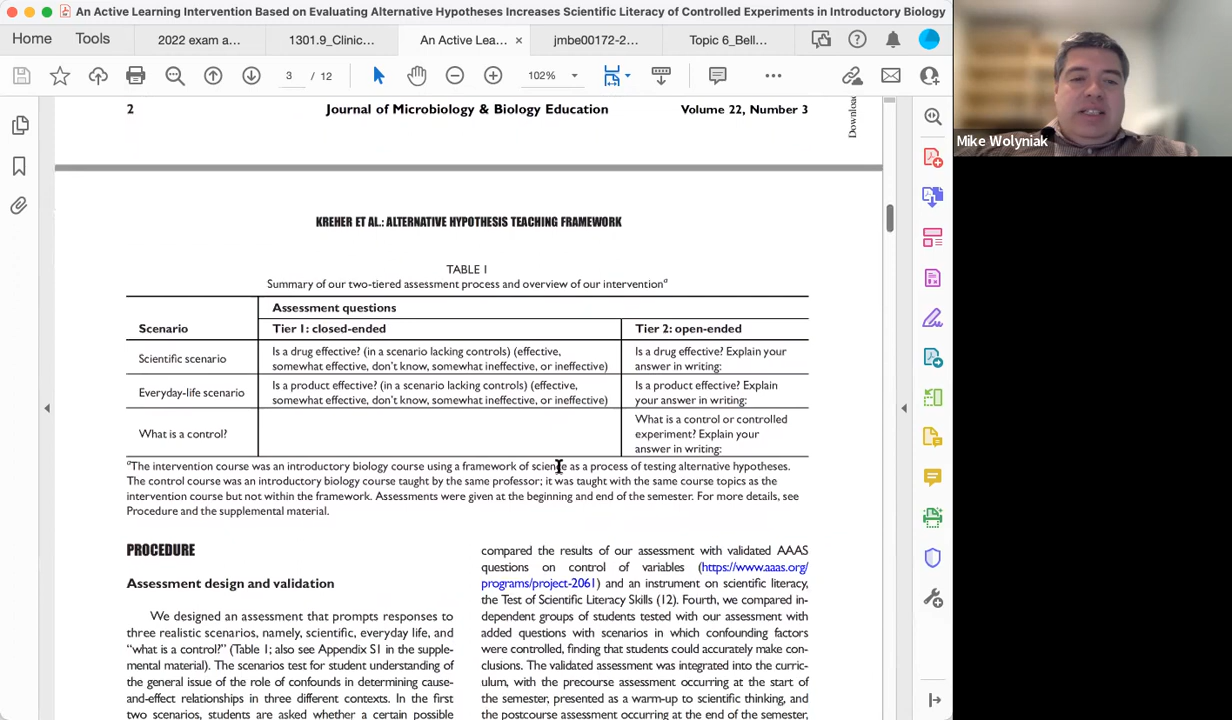 An Active Learning Intervention Based on Evaluating Alternative Hypotheses Increases Scientific Literacy of Controlled Experiments in Introductory Biology
Home Tools 2022 exam a... 1301.9_Clinic... An Active Lea... × jmbe00172-2... Topic 6_Bell...
3 / 12 102%
2 Journal of Microbiology & Biology Education Volume 22, Number 3
Mike Wolyniak
KREHER ET AL.: ALTERNATIVE HYPOTHESIS TEACHING FRAMEWORK
TABLE 1
Summary of our two-tiered assessment process and overview of our intervention^a
Assessment questions
Scenario Tier 1: closed-ended Tier 2: open-ended
Scientific scenario
Is a drug effective? (in a scenario lacking controls) (effective,
somewhat effective, don't know, somewhat ineffective, or ineffective)
Is a drug effective? Explain your
answer in writing:
Everyday-life scenario
Is a product effective? (in a scenario lacking controls) (effective,
somewhat effective, don't know, somewhat ineffective, or ineffective)
Is a product effective? Explain
your answer in writing:
What is a control?
What is a control or controlled
experiment? Explain your
answer in writing:
^aThe intervention course was an introductory biology course using a framework of science as a process of testing alternative hypotheses.
The control course was an introductory biology course taught by the same professor; it was taught with the same course topics as the
intervention course but not within the framework. Assessments were given at the beginning and end of the semester. For more details, see
Procedure and the supplemental material.
PROCEDURE
Assessment design and validation
We designed an assessment that prompts responses to
three realistic scenarios, namely, scientific, everyday life, and
"what is a control?" (Table 1; also see Appendix S1 in the supple-
mental material). The scenarios test for student understanding of
the general issue of the role of confounds in determining cause-
and-effect relationships in three different contexts. In the first
two scenarios, students are asked whether a certain possible
compared the results of our assessment with validated AAAS
questions on control of variables (https://www.aaas.org/
programs/project-2061) and an instrument on scientific literacy,
the Test of Scientific Literacy Skills (12). Fourth, we compared in-
dependent groups of students tested with our assessment with
added questions with scenarios in which confounding factors
were controlled, finding that students could accurately make con-
clusions. The validated assessment was integrated into the curric-
ulum, with the precourse assessment occurring at the start of
the semester, presented as a warm-up to scientific thinking, and
the postcourse assessment occurring at the end of the semester,